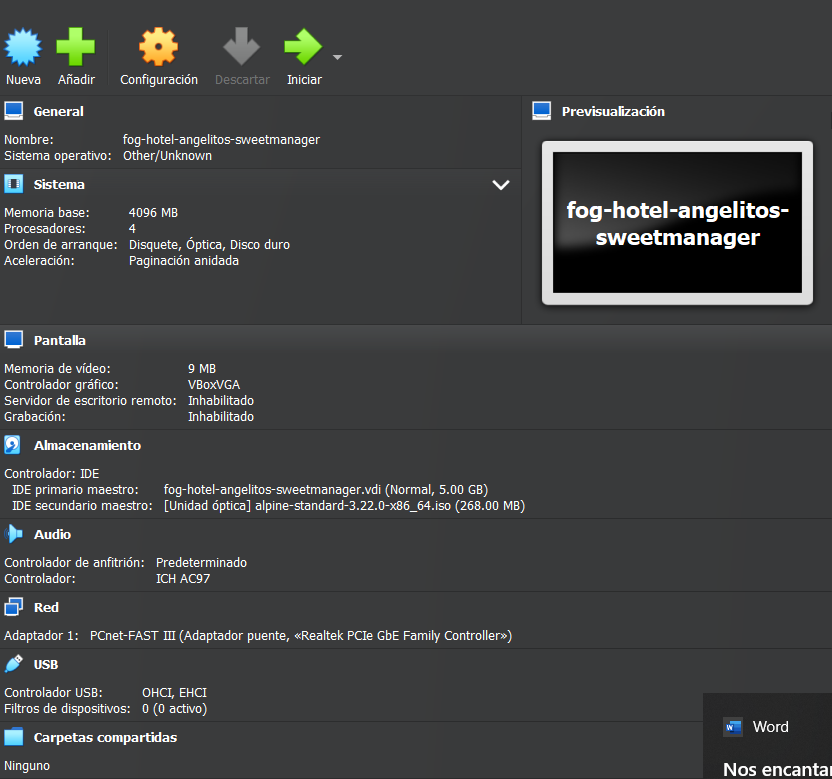 Nueva Añadir Configuración Descartar Iniciar
General
Nombre: fog-hotel-angelitos-sweetmanager
Sistema operativo: Other/Unknown
Sistema
Memoria base: 4096 MB
Procesadores: 4
Orden de arranque: Disquete, Óptica, Disco duro
Aceleración: Paginación anidada
Previsualización
fog-hotel-angelitos-
sweetmanager
Pantalla
Memoria de vídeo: 9 MB
Controlador gráfico: VBoxVGA
Servidor de escritorio remoto: Inhabilitado
Grabación: Inhabilitado
Almacenamiento
Controlador: IDE
IDE primario maestro: fog-hotel-angelitos-sweetmanager.vdi (Normal, 5.00 GB)
IDE secundario maestro: [Unidad óptica] alpine-standard-3.22.0-x86_64.iso (268.00 MB)
Audio
Controlador de anfitrión: Predeterminado
Controlador: ICH AC97
Red
Adaptador 1: PCnet-FAST III (Adaptador puente, «Realtek PCIe GbE Family Controller»)
USB
Controlador USB: OHCI, EHCI
Filtros de dispositivos: 0 (0 activo)
Carpetas compartidas
Ninguno
Word
Nos encantar